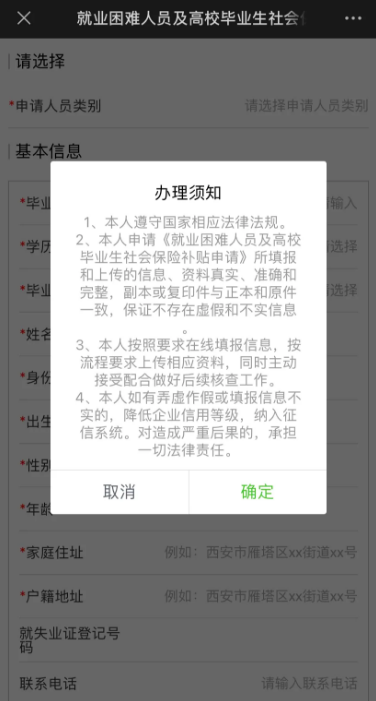 就业困难人员及高校毕业生社会
请选择
*申请人员类别 请选择申请人员类别
基本信息
办理须知
1、本人遵守国家相应法律法规。
2、本人申请《就业困难人员及高校
毕业生社会保险补贴申请》所填报
和上传的信息、资料真实、准确和
完整，副本或复印件与正本和原件
一致，保证不存在虚假和不实信息
。
3、本人按照要求在线填报信息，按
流程要求上传相应资料，同时主动
接受配合做好后续核查工作。
4、本人如有弄虚作假或填报信息不
实的，降低企业信用等级，纳入征
信系统。对造成严重后果的，承担
一切法律责任。
取消 确定
*毕业 输入
*学历 选择
*毕业 选择
*姓名
*身份
*出生
*性别
*年龄
*家庭住址 例如：西安市雁塔区xx街道xx号
*户籍地址 例如：西安市雁塔区xx街道xx号
就失业证登记号
码
联系电话 请输入联系电话